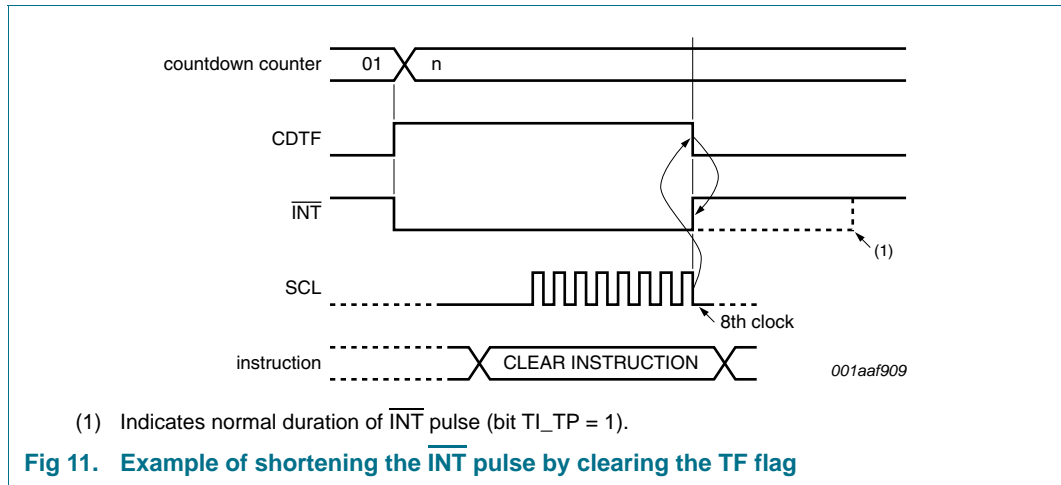 countdown counter 01 n
CDTF
INT
(1)
SCL
8th clock
instruction CLEAR INSTRUCTION
001aaf909
(1) Indicates normal duration of INT pulse (bit TI_TP = 1).
Fig 11. Example of shortening the INT pulse by clearing the TF flag